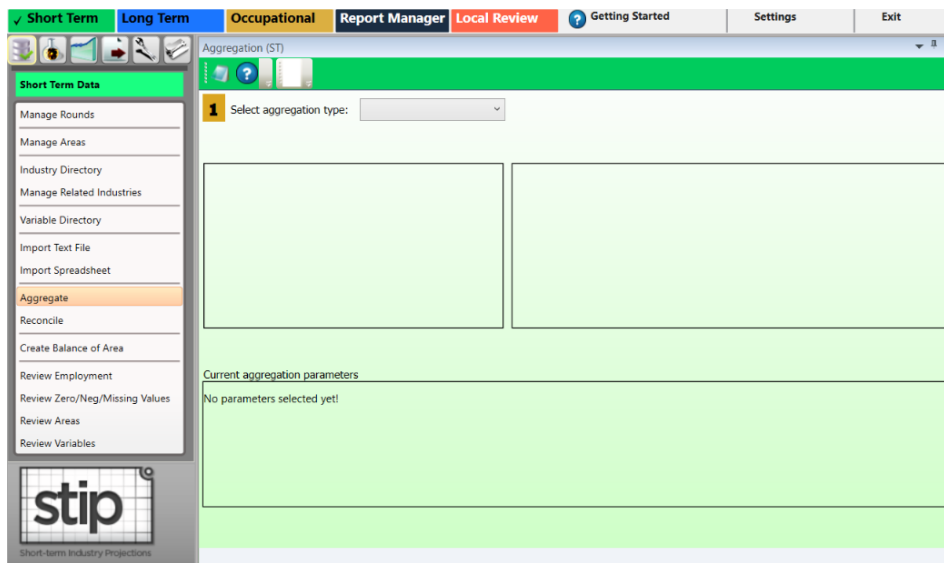 ✓ Short Term
Long Term
Occupational
Report Manager
Local Review
? Getting Started
Settings
Exit
Aggregation (ST)
?
Short Term Data
Manage Rounds
Manage Areas
Industry Directory
Manage Related Industries
Variable Directory
Import Text File
Import Spreadsheet
Aggregate
Reconcile
Create Balance of Area
Review Employment
Review Zero/Neg/Missing Values
Review Areas
Review Variables
stip
Short-term Industry Projections
1 Select aggregation type:
Current aggregation parameters
No parameters selected yet!